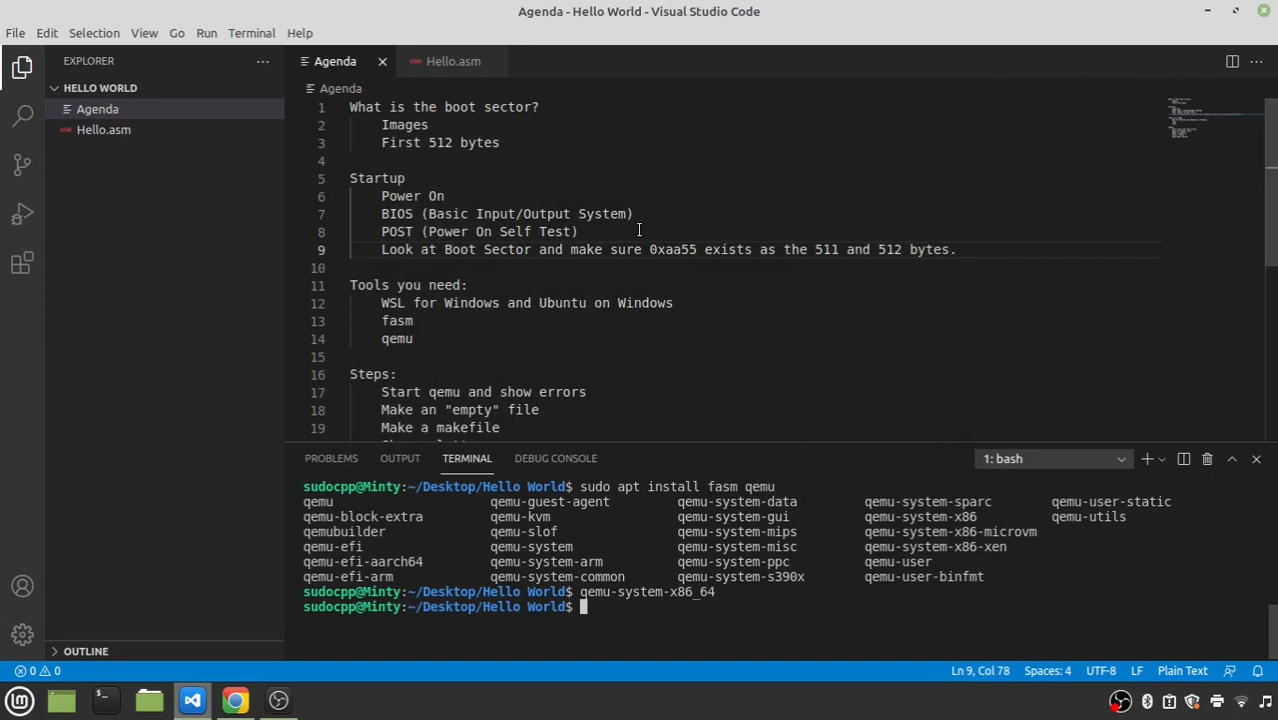 Agenda - Hello World - Visual Studio Code
File Edit Selection View Go Run Terminal Help
EXPLORER
HELLO WORLD
Agenda
Hello.asm
OUTLINE
Agenda Hello.asm
Agenda
1 What is the boot sector?
2 Images
3 First 512 bytes
4
5 Startup
6 Power On
7 BIOS (Basic Input/Output System)
8 POST (Power On Self Test)
9 Look at Boot Sector and make sure 0xaa55 exists as the 511 and 512 bytes.
10
11 Tools you need:
12 WSL for Windows and Ubuntu on Windows
13 fasm
14 qemu
15
16 Steps:
17 Start qemu and show errors
18 Make an "empty" file
19 Make a makefile
PROBLEMS OUTPUT TERMINAL DEBUG CONSOLE 1: bash
sudocpp@Minty:~/Desktop/Hello World$ sudo apt install fasm qemu
qemu qemu-guest-agent qemu-system-data qemu-system-sparc qemu-user-static
qemu-block-extra qemu-kvm qemu-system-gui qemu-system-x86 qemu-utils
qemubuilder qemu-slof qemu-system-mips qemu-system-x86-microvm
qemu-efi qemu-system qemu-system-misc qemu-system-x86-xen
qemu-efi-aarch64 qemu-system-arm qemu-system-ppc qemu-user
qemu-efi-arm qemu-system-common qemu-system-s390x qemu-user-binfmt
sudocpp@Minty:~/Desktop/Hello World$ qemu-system-x86_64
sudocpp@Minty:~/Desktop/Hello World$
0 0 Ln 9, Col 78 Spaces: 4 UTF-8 LF Plain Text